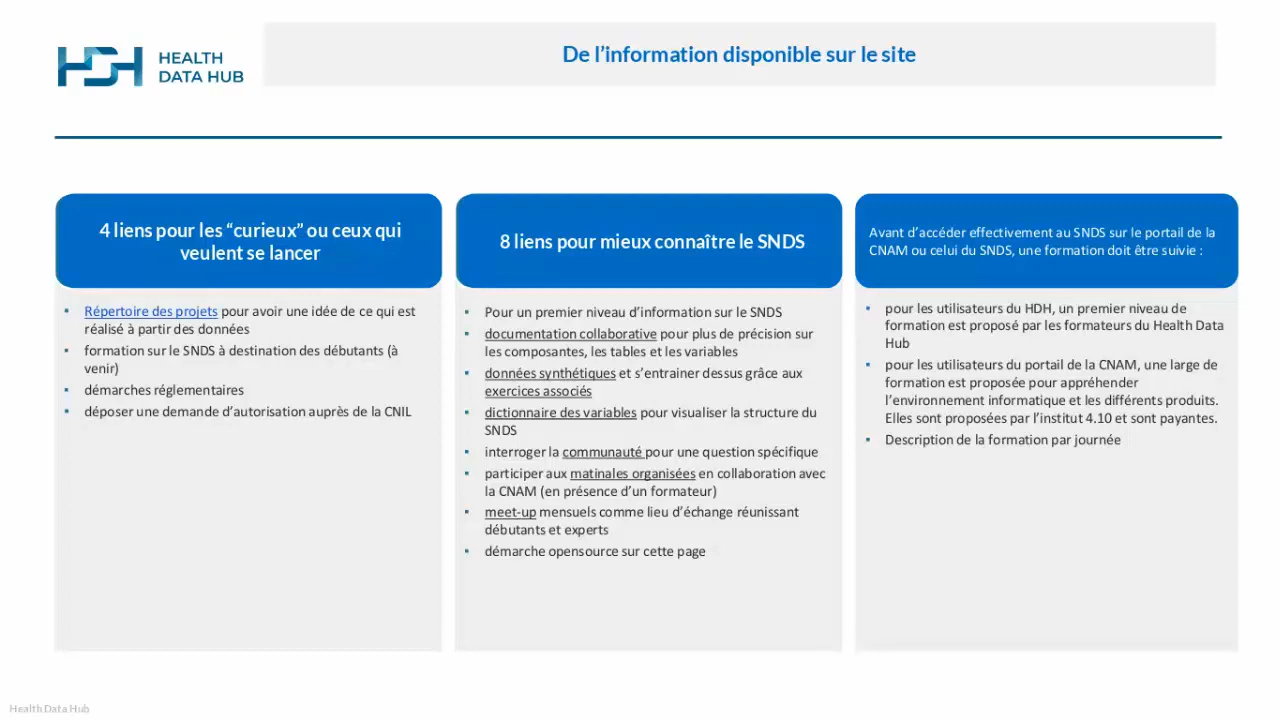 HEALTH
DATA HUB
De l’information disponible sur le site
4 liens pour les “curieux” ou ceux qui
veulent se lancer
▪ Répertoire des projets pour avoir une idée de ce qui est
réalisé à partir des données
▪ formation sur le SNDS à destination des débutants (à
venir)
▪ démarches réglementaires
▪ déposer une demande d’autorisation auprès de la CNIL
8 liens pour mieux connaître le SNDS
▪ Pour un premier niveau d’information sur le SNDS
▪ documentation collaborative pour plus de précision sur
les composantes, les tables et les variables
▪ données synthétiques et s’entrainer dessus grâce aux
exercices associés
▪ dictionnaire des variables pour visualiser la structure du
SNDS
▪ interroger la communauté pour une question spécifique
▪ participer aux matinales organisées en collaboration avec
la CNAM (en présence d’un formateur)
▪ meet-up mensuels comme lieu d’échange réunissant
débutants et experts
▪ démarche opensource sur cette page
Avant d’accéder effectivement au SNDS sur le portail de la
CNAM ou celui du SNDS, une formation doit être suivie :
▪ pour les utilisateurs du HDH, un premier niveau de
formation est proposé par les formateurs du Health Data
Hub
▪ pour les utilisateurs du portail de la CNAM, une large de
formation est proposée pour appréhender
l’environnement informatique et les différents produits.
Elles sont proposées par l’institut 4.10 et sont payantes.
▪ Description de la formation par journée
Health Data Hub